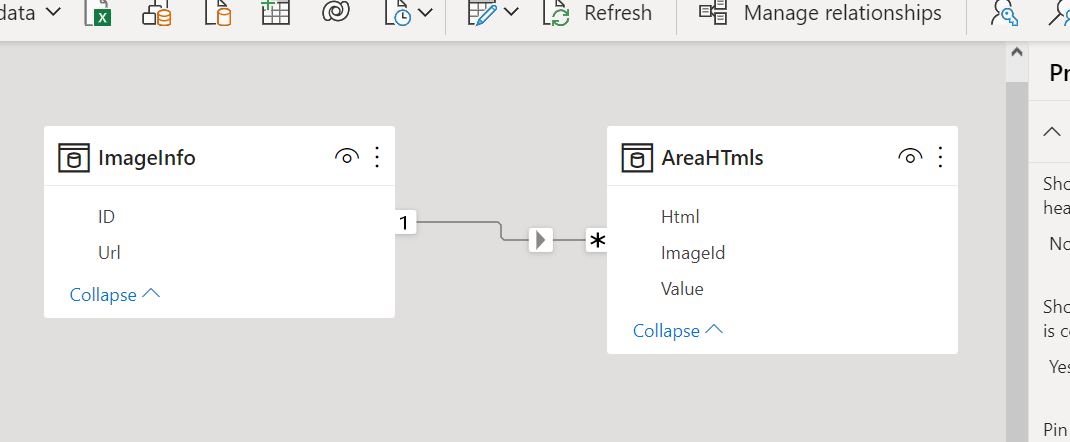 data
Refresh
Manage relationships
Pr
ImageInfo
ID
Url
Collapse
1
*
AreaHTmls
Html
ImageId
Value
Collapse
Sho
hea
No
Sho
is c
Yes
Pin